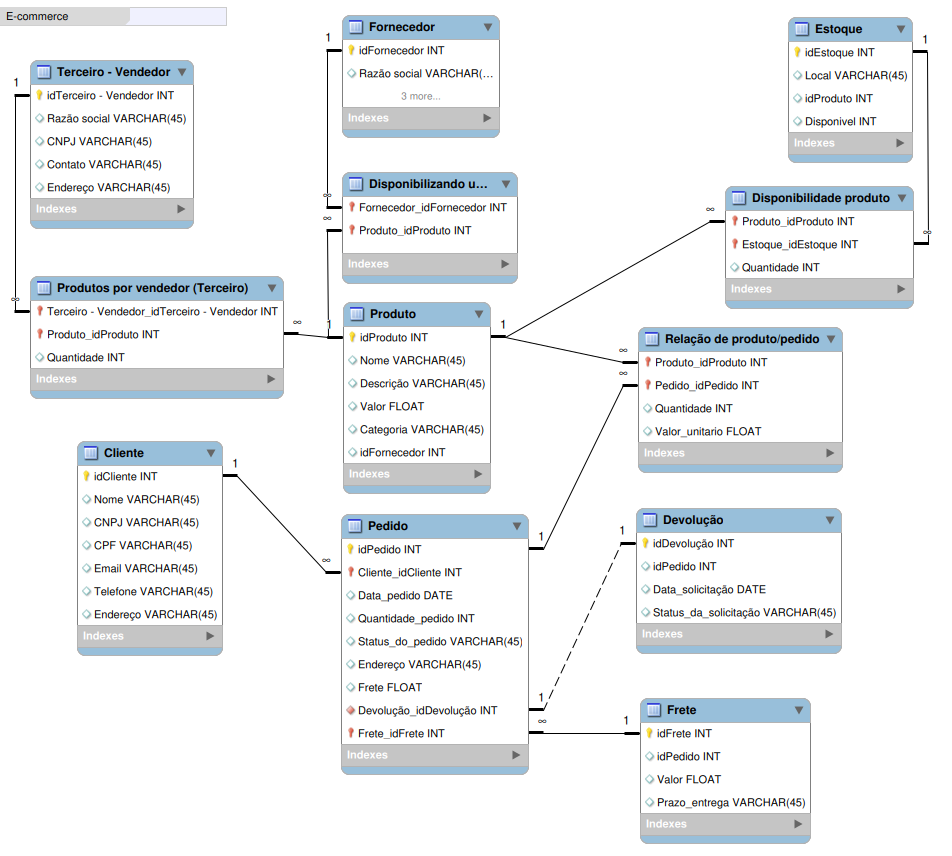 E-commerce
Terceiro - Vendedor
idTerceiro - Vendedor INT
Razão social VARCHAR(45)
CNPJ VARCHAR(45)
Contato VARCHAR(45)
Endereço VARCHAR(45)
Indexes
1
∞
Fornecedor
idFornecedor INT
Razão social VARCHAR(...
3 more...
Indexes
1
∞
Estoque
idEstoque INT
Local VARCHAR(45)
idProduto INT
Disponivel INT
Indexes
1
∞
Disponibilizando u...
Fornecedor_idFornecedor INT
Produto_idProduto INT
Indexes
∞
1
Disponibilidade produto
Produto_idProduto INT
Estoque_idEstoque INT
Quantidade INT
Indexes
∞
Produtos por vendedor (Terceiro)
Terceiro - Vendedor_idTerceiro - Vendedor INT
Produto_idProduto INT
Quantidade INT
Indexes
∞
Produto
idProduto INT
Nome VARCHAR(45)
Descrição VARCHAR(45)
Valor FLOAT
Categoria VARCHAR(45)
idFornecedor INT
Indexes
1
Relação de produto/pedido
Produto_idProduto INT
Pedido_idPedido INT
Quantidade INT
Valor_unitario FLOAT
Indexes
∞
∞
Cliente
idCliente INT
Nome VARCHAR(45)
CNPJ VARCHAR(45)
CPF VARCHAR(45)
Email VARCHAR(45)
Telefone VARCHAR(45)
Endereço VARCHAR(45)
Indexes
1
∞
Pedido
idPedido INT
Cliente_idCliente INT
Data_pedido DATE
Quantidade_pedido INT
Status_do_pedido VARCHAR(45)
Endereço VARCHAR(45)
Frete FLOAT
Devolução_idDevolução INT
Frete_idFrete INT
Indexes
1
1
∞
Devolução
idDevolução INT
idPedido INT
Data_solicitação DATE
Status_da_solicitação VARCHAR(45)
Indexes
1
Frete
idFrete INT
idPedido INT
Valor FLOAT
Prazo_entrega VARCHAR(45)
Indexes
1